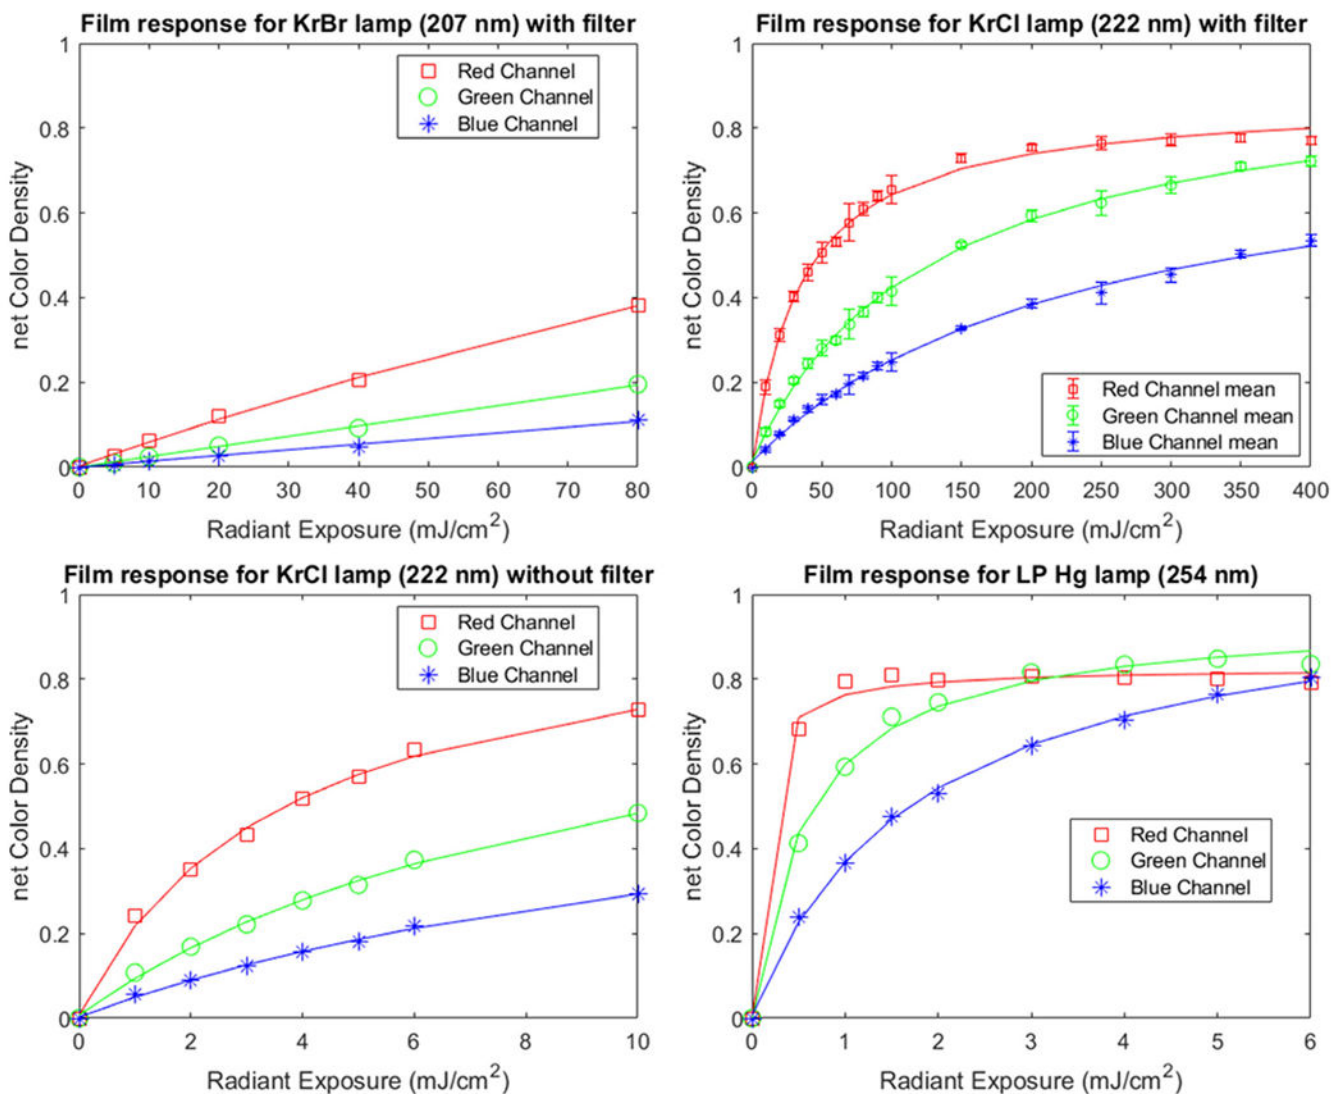 Film response for KrBr lamp (207 nm) with filter
1
0.8
0.6
0.4
0.2
0
net Color Density
Red Channel
Green Channel
Blue Channel
0 10 20 30 40 50 60 70 80
Radiant Exposure (mJ/cm²)
Film response for KrCl lamp (222 nm) with filter
1
0.8
0.6
0.4
0.2
0
net Color Density
Red Channel mean
Green Channel mean
Blue Channel mean
0 50 100 150 200 250 300 350 400
Radiant Exposure (mJ/cm²)
Film response for KrCl lamp (222 nm) without filter
1
0.8
0.6
0.4
0.2
0
net Color Density
Red Channel
Green Channel
Blue Channel
0 2 4 6 8 10
Radiant Exposure (mJ/cm²)
Film response for LP Hg lamp (254 nm)
1
0.8
0.6
0.4
0.2
0
net Color Density
Red Channel
Green Channel
Blue Channel
0 1 2 3 4 5 6
Radiant Exposure (mJ/cm²)